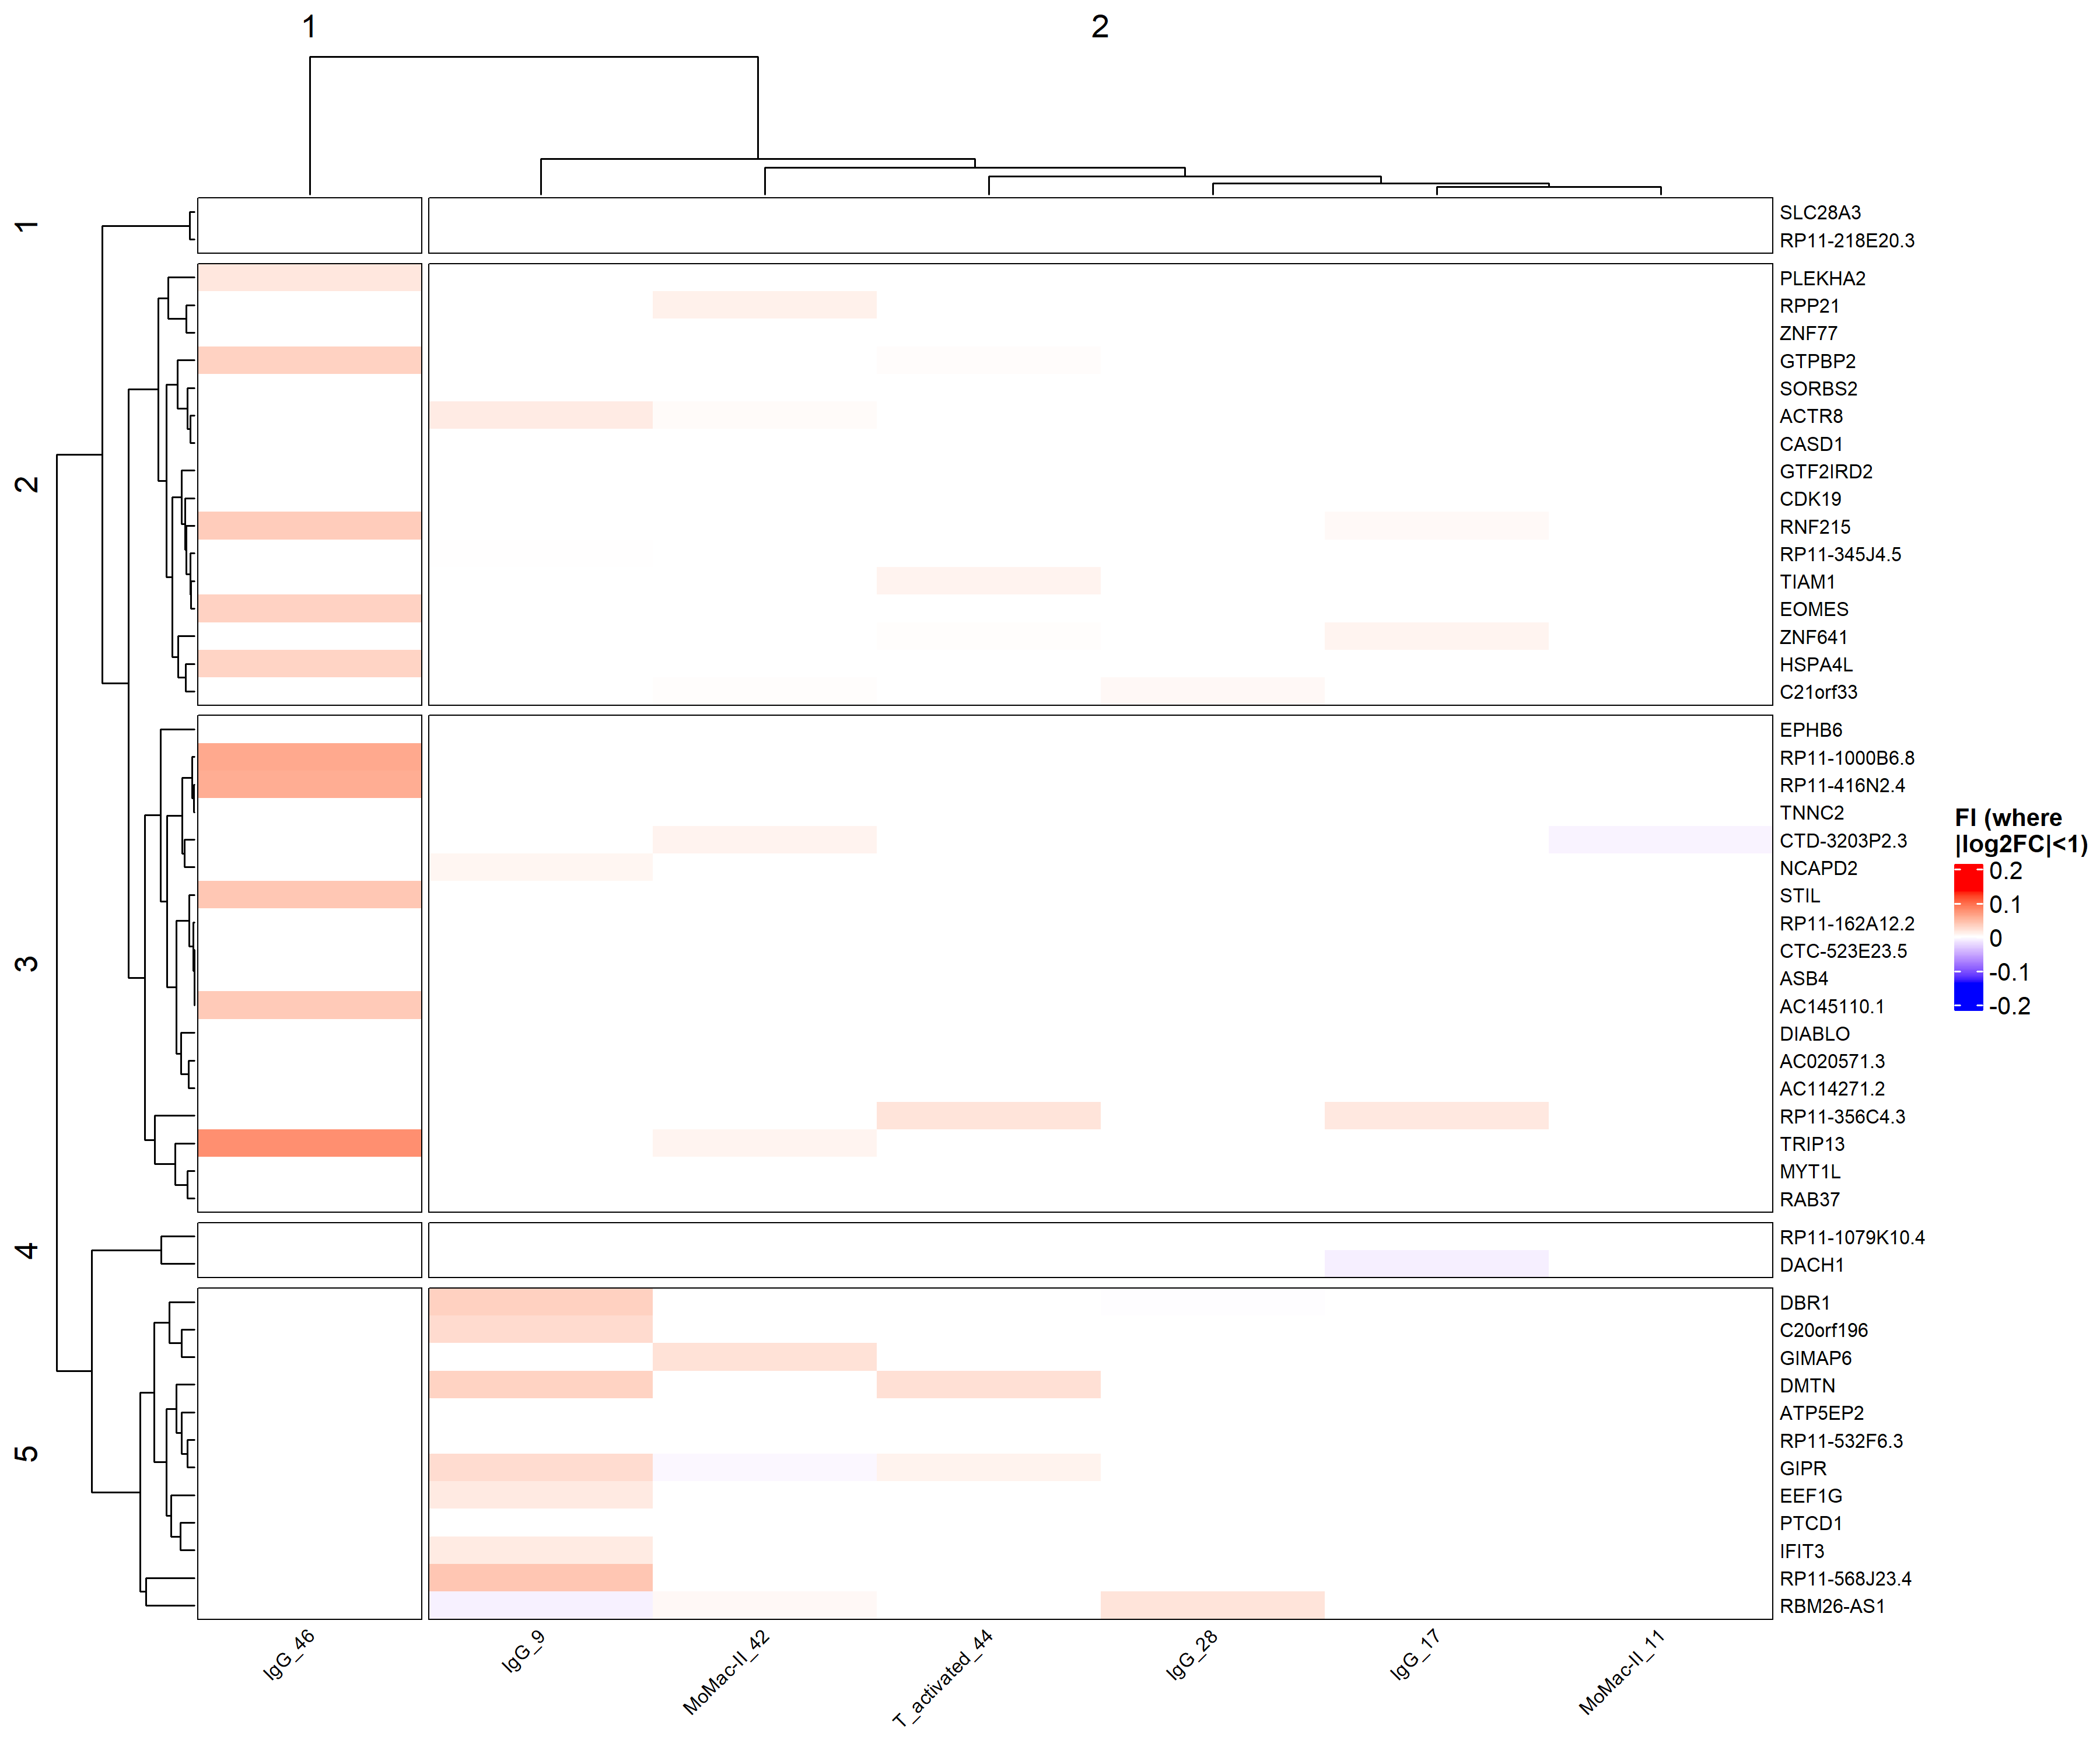 1
2
1
SLC28A3
RP11-218E20.3
2
PLEKHA2
RPP21
ZNF77
GTPBP2
SORBS2
ACTR8
CASD1
GTF2IRD2
CDK19
RNF215
RP11-345J4.5
TIAM1
EOMES
ZNF641
HSPA4L
C21orf33
3
EPHB6
RP11-1000B6.8
RP11-416N2.4
TNNC2
CTD-3203P2.3
NCAPD2
STIL
RP11-162A12.2
CTC-523E23.5
ASB4
AC145110.1
DIABLO
AC020571.3
AC114271.2
RP11-356C4.3
TRIP13
MYT1L
RAB37
4
RP11-1079K10.4
DACH1
5
DBR1
C20orf196
GIMAP6
DMTN
ATP5EP2
RP11-532F6.3
GIPR
EEF1G
PTCD1
IFIT3
RP11-568J23.4
RBM26-AS1
IgG_46
IgG_9
MoMac-II_42
T_activated_44
IgG_28
IgG_17
MoMac-II_11
FI (where
|log2FC|<1)
0.2
0.1
0
-0.1
-0.2